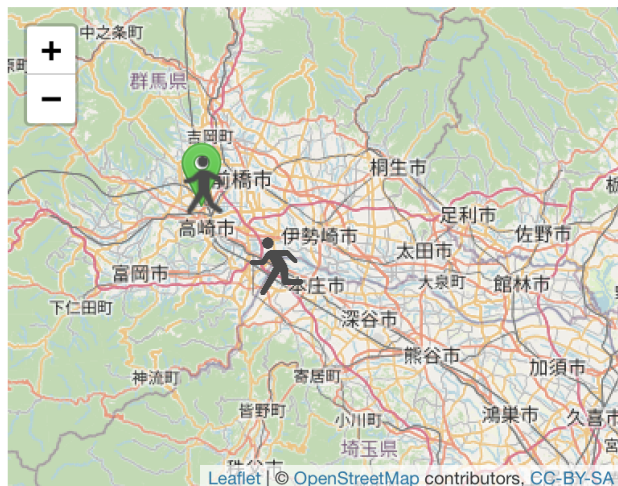 中之条町
+
群馬県
−
吉岡町
前橋市
桐生市
足利市
高崎市
伊勢崎市
佐野市
太田市
富岡市
本庄市
大泉町
館林市
下仁田町
深谷市
熊谷市
加須市
神流町
寄居町
皆野町
小川町
鴻巣市
久喜市
埼玉県
Leaflet | © OpenStreetMap contributors, CC-BY-SA